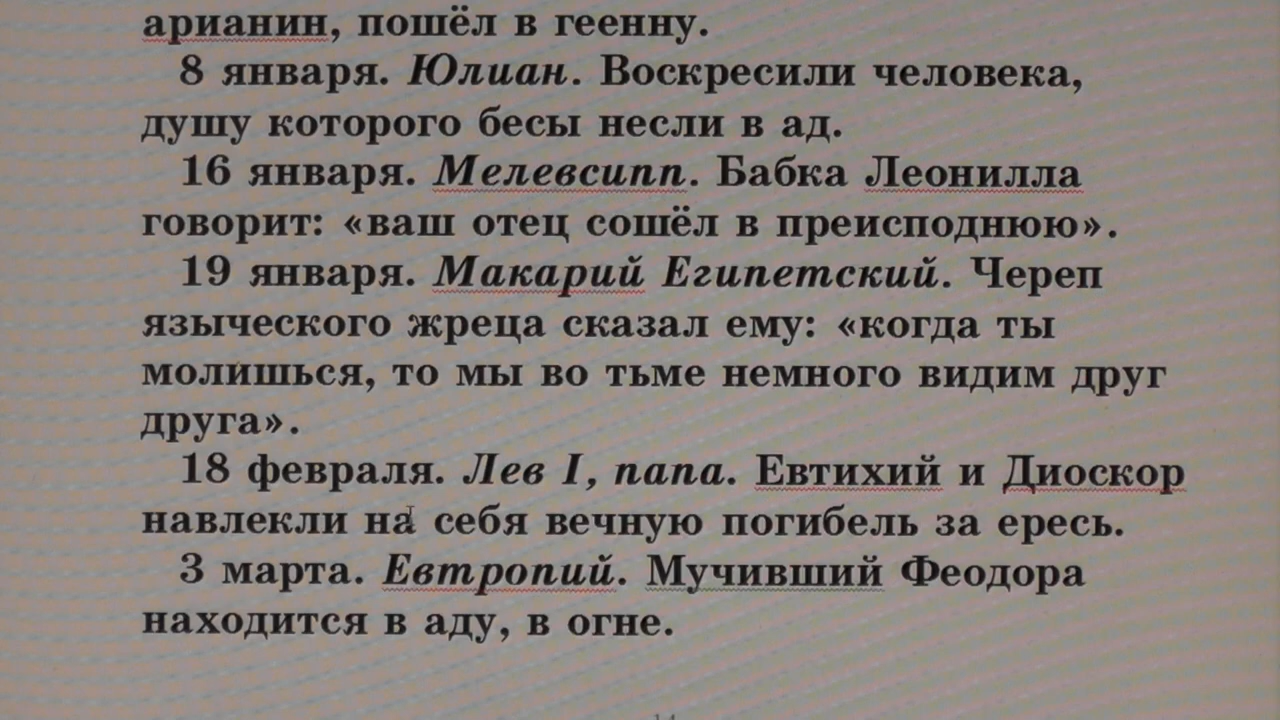 арианин, пошёл в геенну.
8 января. Юлиан. Воскресили человека,
душу которого бесы несли в ад.
16 января. Мелевсипп. Бабка Леонилла
говорит: «ваш отец сошёл в преисподнюю».
19 января. Макарий Египетский. Череп
языческого жреца сказал ему: «когда ты
молишься, то мы во тьме немного видим друг
друга».
18 февраля. Лев I, папа. Евтихий и Диоскор
навлекли на себя вечную погибель за ересь.
3 марта. Евтропий. Мучивший Феодора
находится в аду, в огне.